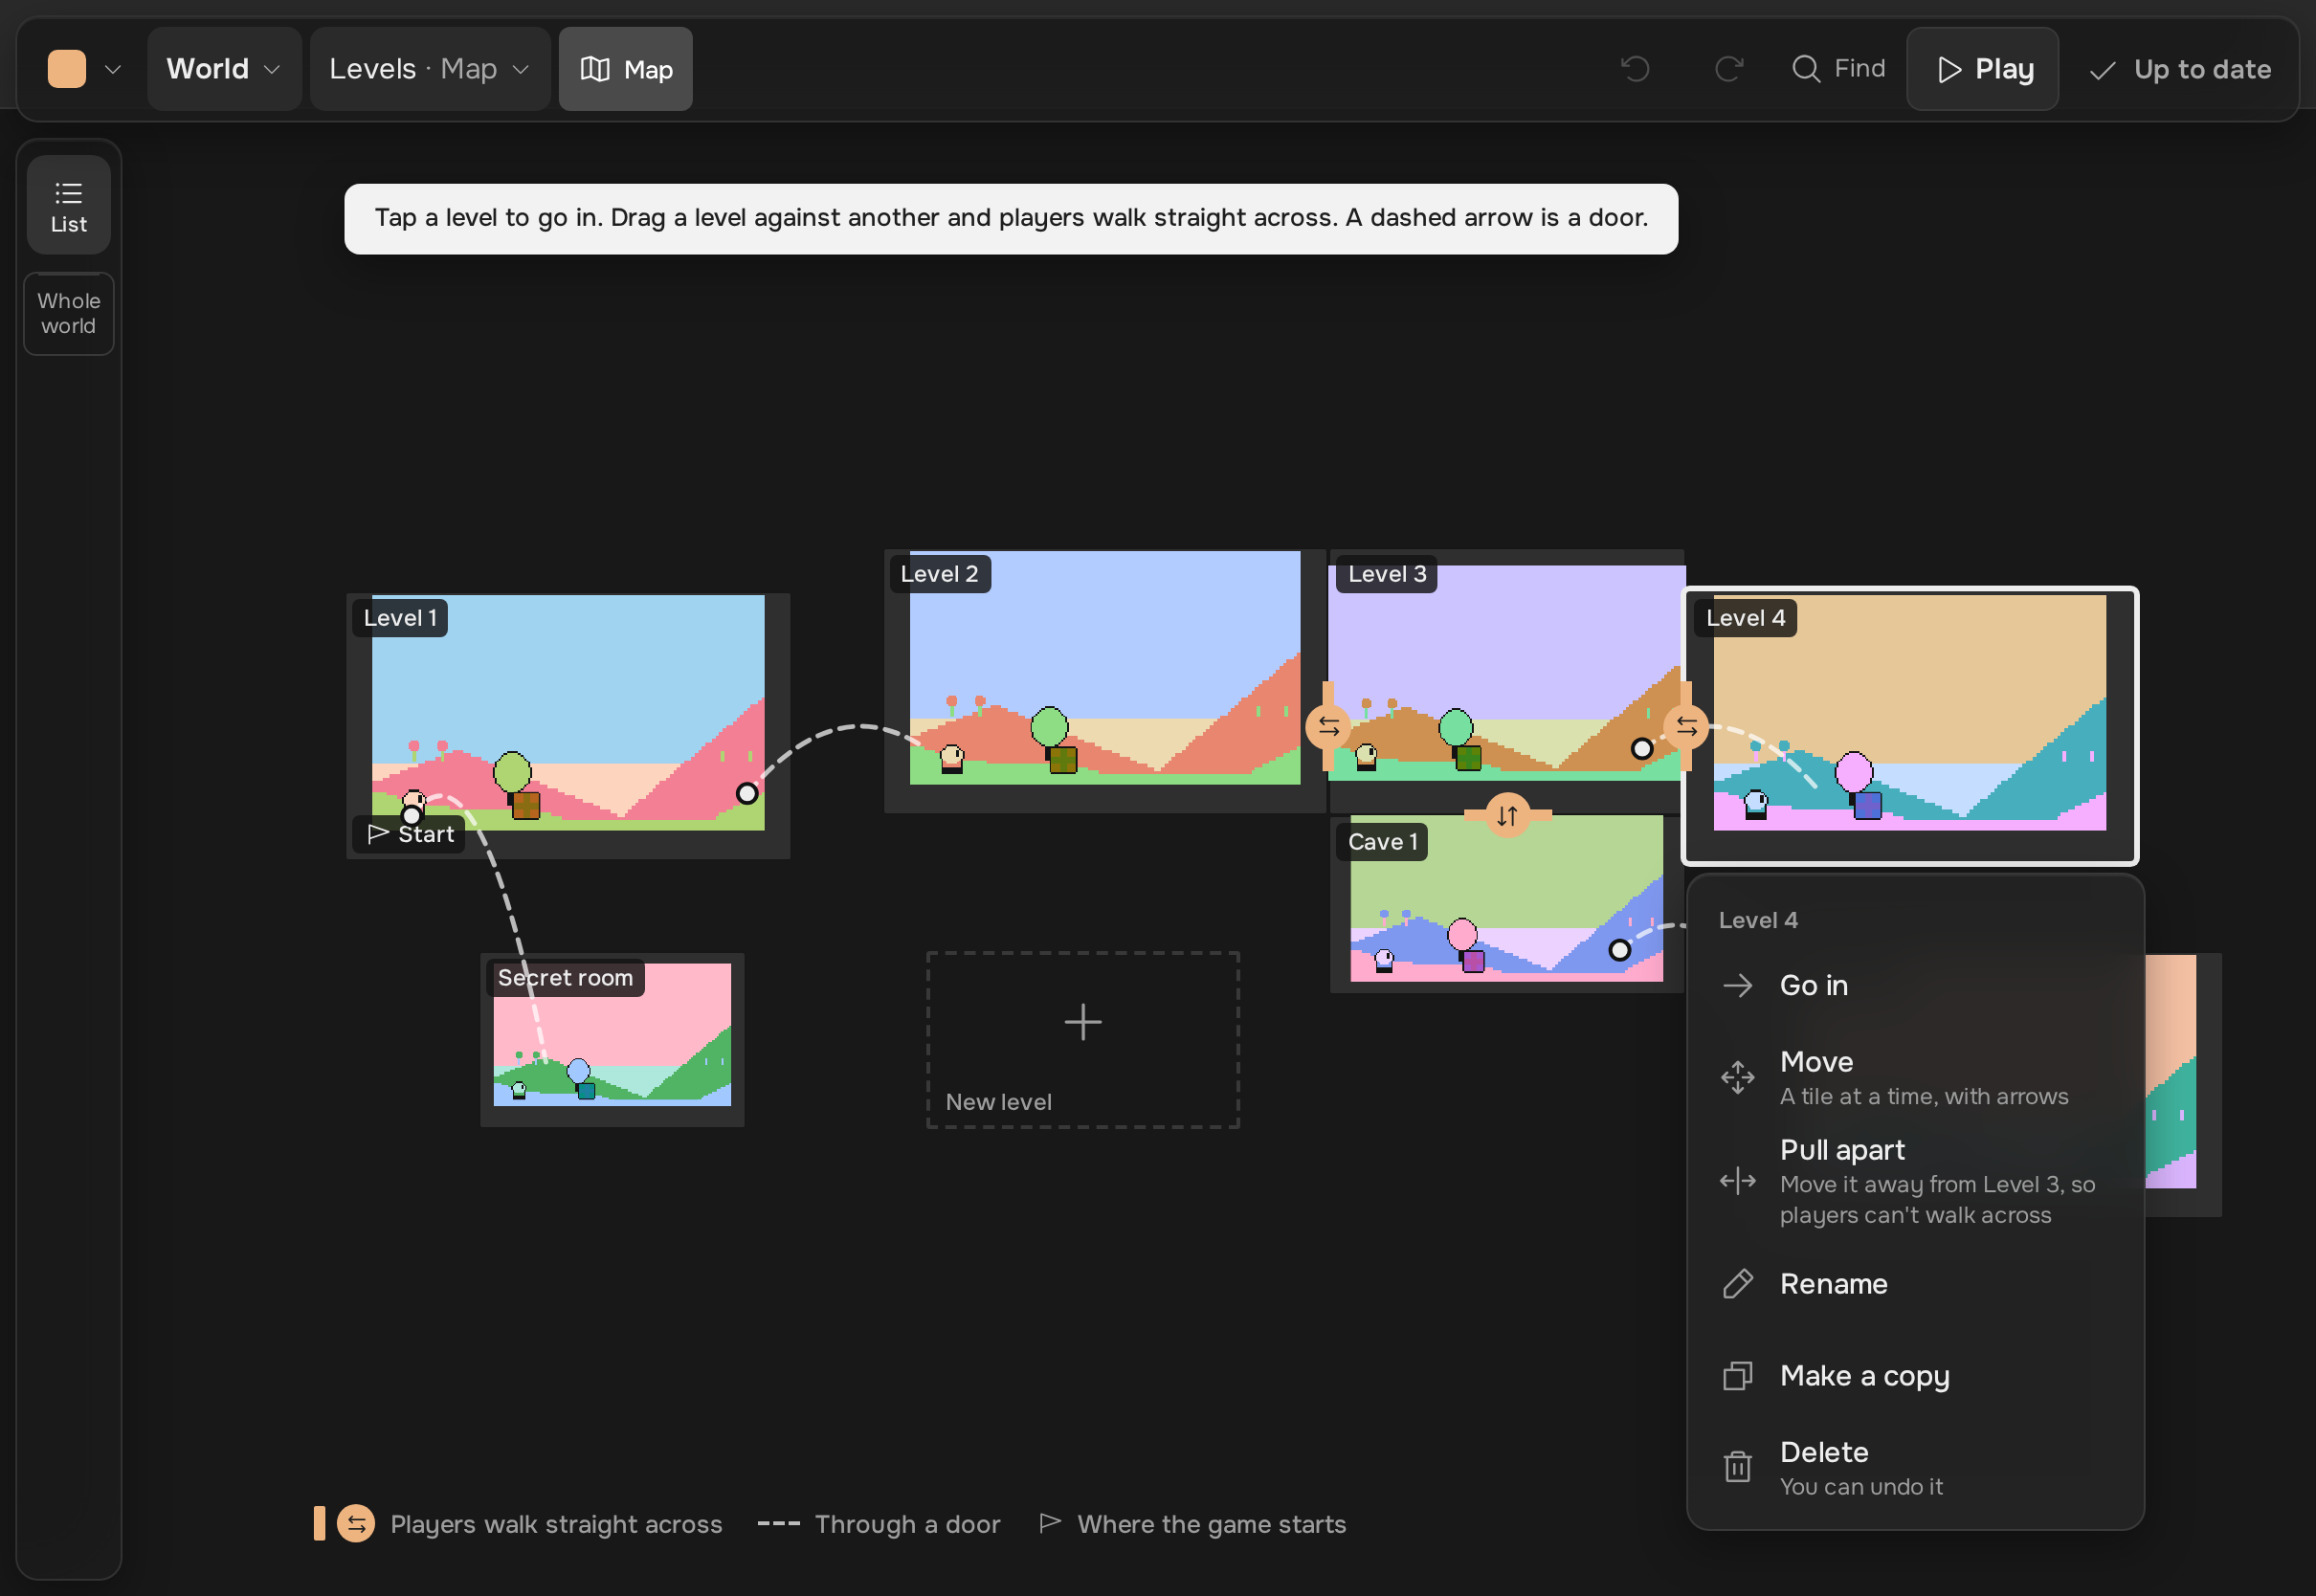 World
Levels · Map
Map
Find
Play
Up to date
List
Whole
world
Tap a level to go in. Drag a level against another and players walk straight across. A dashed arrow is a door.
Level 1
Start
Level 2
Level 3
Level 4
Cave 1
Secret room
New level
Level 4
Go in
Move
A tile at a time, with arrows
Pull apart
Move it away from Level 3, so
players can't walk across
Rename
Make a copy
Delete
You can undo it
Players walk straight across
Through a door
Where the game starts